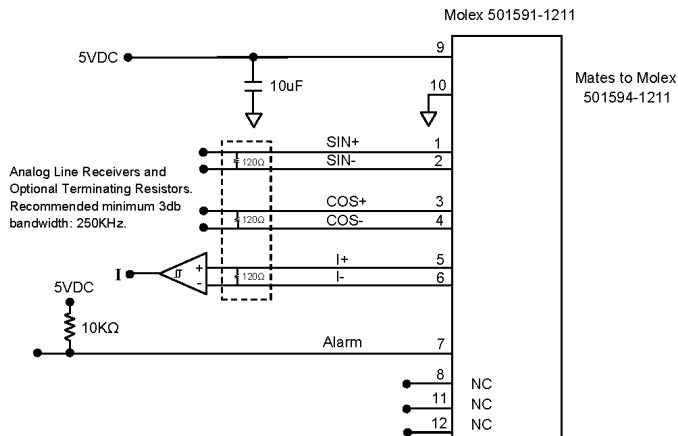 Molex 501591-1211
5VDC
9
10uF
10
Mates to Molex
501594-1211
SIN+
1
120Ω
SIN-
2
Analog Line Receivers and
Optional Terminating Resistors.
Recommended minimum 3db
bandwidth: 250KHz.
COS+
3
120Ω
COS-
4
I+
5
+
I
120Ω
I-
6
-
5VDC
10KΩ
Alarm
7
8
NC
11
NC
12
NC